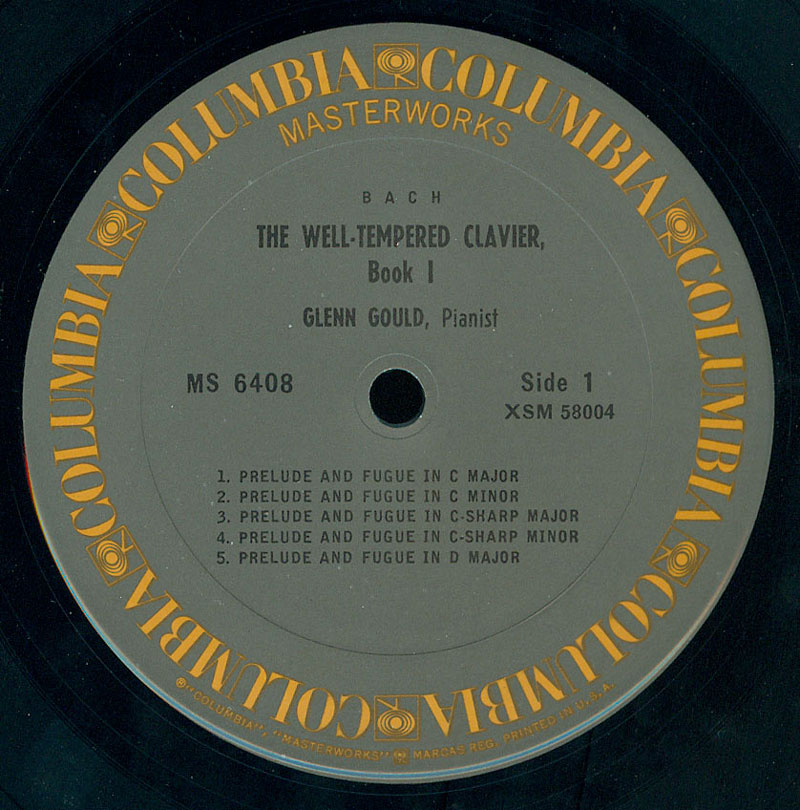 COLUMBIA COLUMBIA COLUMBIA COLUMBIA COLUMBIA COLUMBIA COLUMBIA COLUMBIA
MASTERWORKS
BACH
THE WELL-TEMPERED CLAVIER,
Book I
GLENN GOULD, Pianist
MS 6408
Side 1
XSM 58004
1. PRELUDE AND FUGUE IN C MAJOR
2. PRELUDE AND FUGUE IN C MINOR
3. PRELUDE AND FUGUE IN C-SHARP MAJOR
4. PRELUDE AND FUGUE IN C-SHARP MINOR
5. PRELUDE AND FUGUE IN D MAJOR
®"COLUMBIA", "MASTERWORKS" MARCAS REG. PRINTED IN U.S.A.